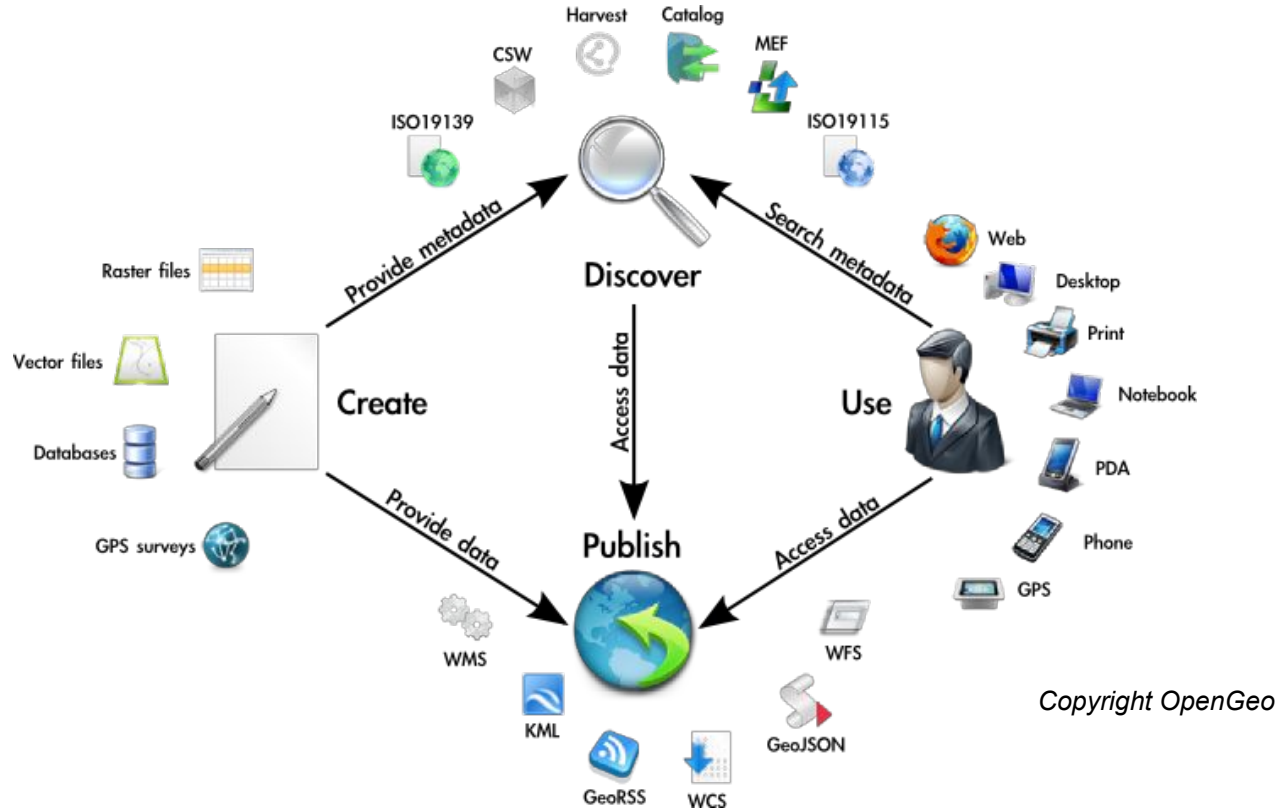 Harvest
Catalog
CSW
MEF
ISO19139
ISO19115
Provide metadata
Search metadata
Web
Raster files
Discover
Desktop
Print
Vector files
Create
Access data
Use
Notebook
Databases
PDA
Provide data
Publish
Access data
GPS surveys
Phone
GPS
WMS
WFS
KML
GeoJSON
GeoRSS
WCS
Copyright OpenGeo